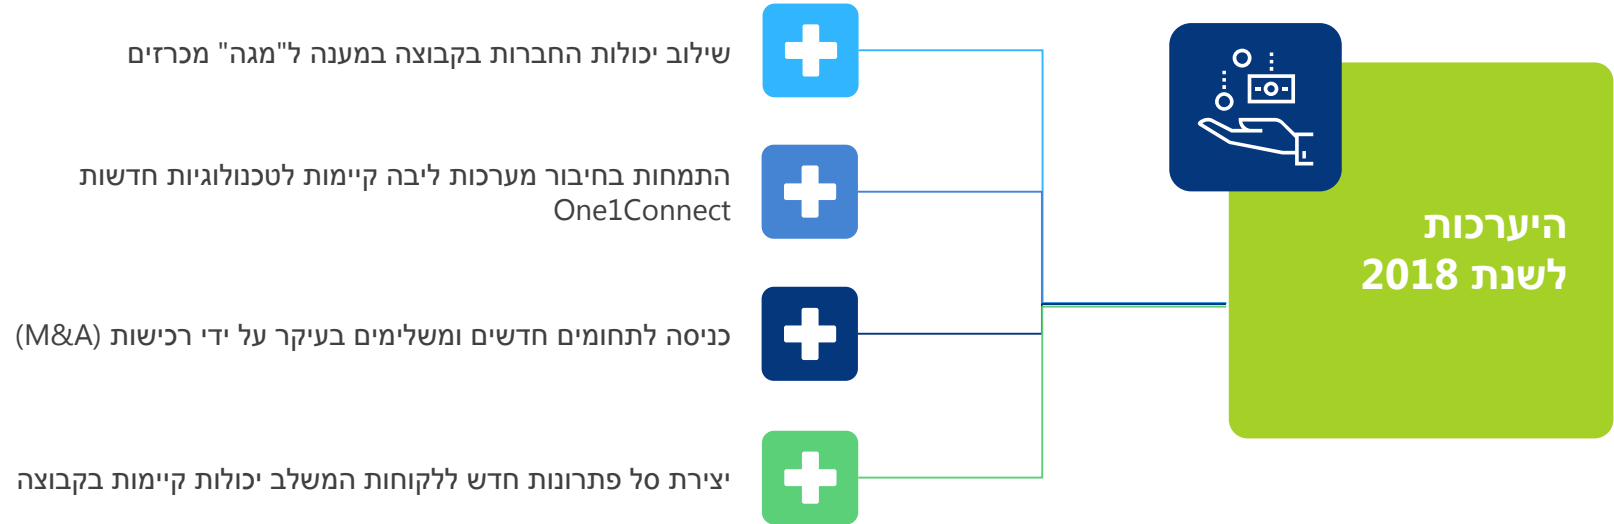 היערכות
לשנת 2018
שילוב יכולות החברות בקבוצה במענה ל"מגה" מכרזים
התמחות בחיבור מערכות ליבה קיימות לטכנולוגיות חדשות
One1Connect
כניסה לתחומים חדשים ומשלימים בעיקר על ידי רכישות (M&A)
יצירת סל פתרונות חדש ללקוחות המשלב יכולות קיימות בקבוצה